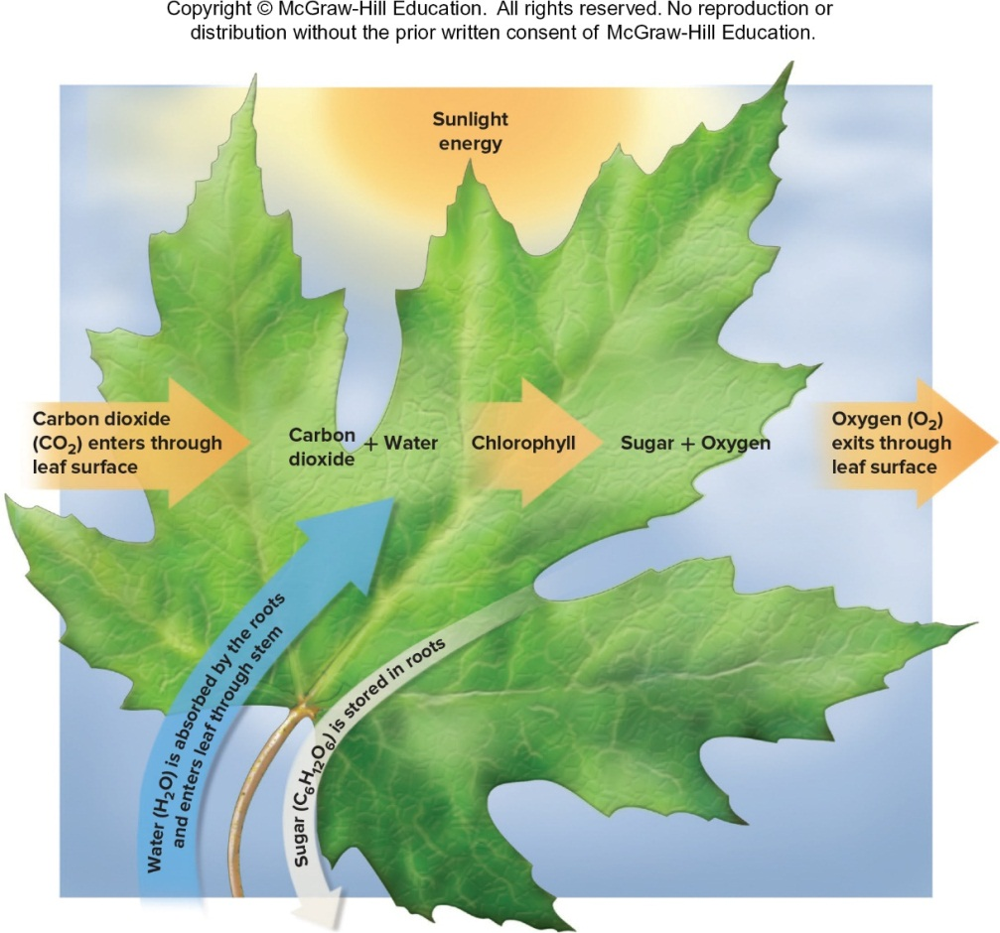 Copyright © McGraw-Hill Education.  All rights reserved. No reproduction or
distribution without the prior written consent of McGraw-Hill Education.
Sunlight
energy
Carbon dioxide
(CO₂) enters through
leaf surface
Carbon
dioxide
+ Water
Chlorophyll
Sugar + Oxygen
Oxygen (O₂)
exits through
leaf surface
Water (H₂O) is absorbed by the roots
and enters leaf through stem
Sugar (C₆H₁₂O₆) is stored in roots